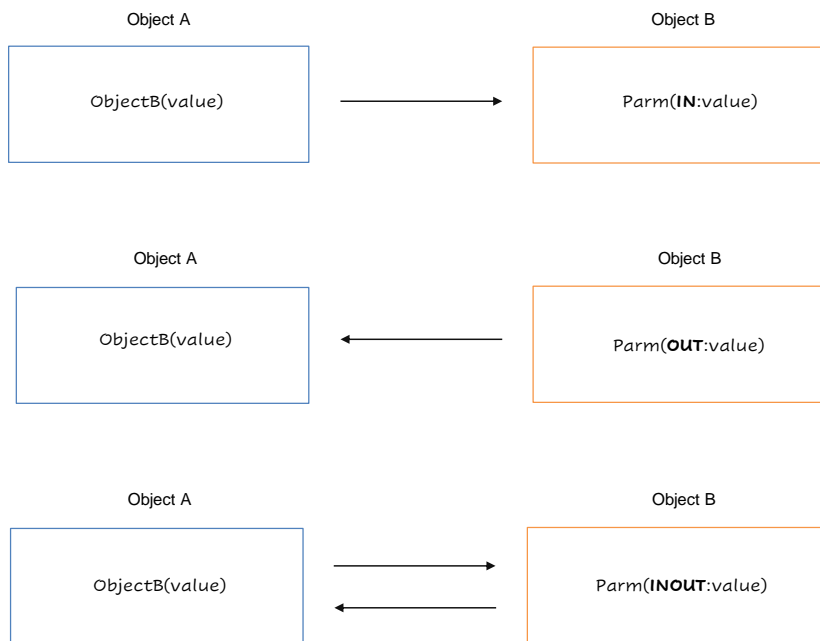 Object A
Object B
ObjectB(value)
Parm(IN:value)
Object A
Object B
ObjectB(value)
Parm(OUT:value)
Object A
Object B
ObjectB(value)
Parm(INOUT:value)